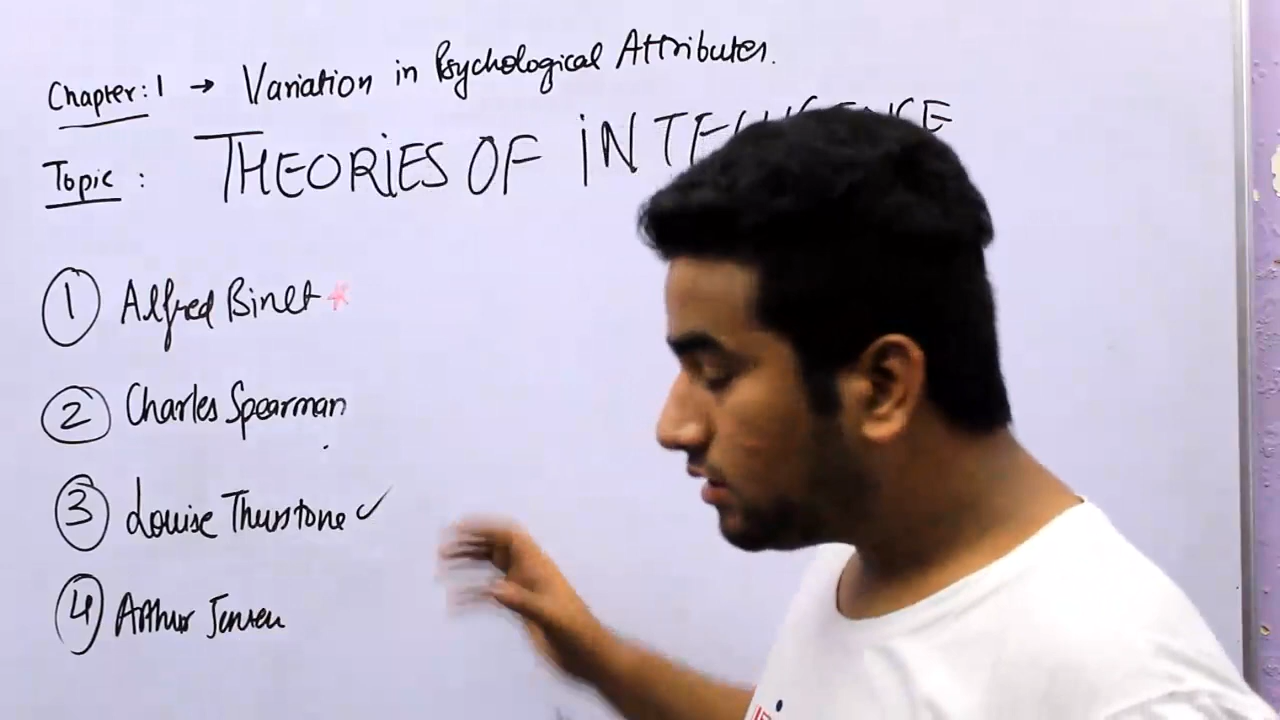 Chapter: 1 → Variation in Psychological Attributes.
Topic : THEORIES OF
1 Alfred Binet *
2 Charles Spearman
3 Louise Thurstone ✓
4 Arthur Jensen